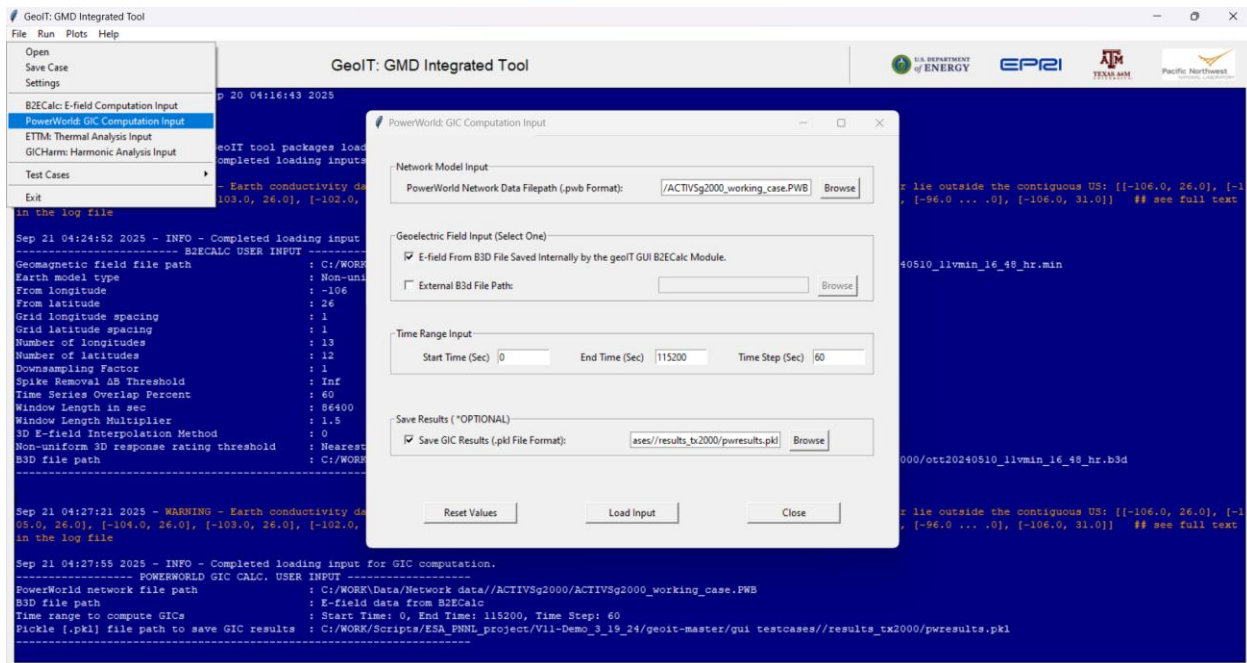 GeoIT: GMD Integrated Tool
File Run Plots Help
Open
Save Case
Settings
B2ECalc: E-field Computation Input
PowerWorld: GIC Computation Input
ETTM: Thermal Analysis Input
GICHarm: Harmonic Analysis Input
Test Cases
Exit
GeoIT: GMD Integrated Tool
U.S. DEPARTMENT of ENERGY
EPRI
TEXAS A&M UNIVERSITY
Pacific Northwest NATIONAL LABORATORY
p 20 04:16:43 2025
eoIT tool packages load
ompleted loading inputs
- Earth conductivity da
r lie outside the contiguous US: [[-106.0, 26.0], [-1
103.0, 26.0], [-102.0,
, [-96.0 ... .0], [-106.0, 31.0]] ## see full text
in the log file
Sep 21 04:24:52 2025 - INFO - Completed loading input
B2ECALC USER INPUT
Geomagnetic field file path : C:/WORK
40510_11vmin_16_48_hr.min
Earth model type : Non-uni
From longitude : -106
From latitude : 26
Grid longitude spacing : 1
Grid latitude spacing : 1
Number of longitudes : 13
Number of latitudes : 12
Downsampling Factor : 1
Spike Removal ΔB Threshold : Inf
Time Series Overlap Percent : 60
Window Length in sec : 86400
Window Length Multiplier : 1.5
3D E-field Interpolation Method : 0
Non-uniform 3D response rating threshold : Nearest
B3D file path : C:/WORK
000/ott20240510_11vmin_16_48_hr.b3d
Sep 21 04:27:21 2025 - WARNING - Earth conductivity da
r lie outside the contiguous US: [[-106.0, 26.0], [-1
05.0, 26.0], [-104.0, 26.0], [-103.0, 26.0], [-102.0,
, [-96.0 ... .0], [-106.0, 31.0]] ## see full text
in the log file
Sep 21 04:27:55 2025 - INFO - Completed loading input for GIC computation.
------------------ POWERWORLD GIC CALC. USER INPUT -------------------
PowerWorld network file path : C:/WORK\Data/Network data//ACTIVSg2000/ACTIVSg2000_working_case.PWB
B3D file path : E-field data from B2ECalc
Time range to compute GICs : Start Time: 0, End Time: 115200, Time Step: 60
Pickle [.pkl] file path to save GIC results : C:/WORK/Scripts/ESA_PNNL_project/V11-Demo_3_19_24/geoit-master/gui testcases//results_tx2000/pwresults.pkl
PowerWorld: GIC Computation Input
Network Model Input
PowerWorld Network Data Filepath (.pwb Format): /ACTIVSg2000_working_case.PWB Browse
Geoelectric Field Input (Select One)
E-field From B3D File Saved Internally by the geoIT GUI B2ECalc Module.
External B3d File Path: Browse
Time Range Input
Start Time (Sec) 0 End Time (Sec) 115200 Time Step (Sec) 60
Save Results ( *OPTIONAL)
Save GIC Results (.pkl File Format): ases//results_tx2000/pwresults.pkl Browse
Reset Values Load Input Close